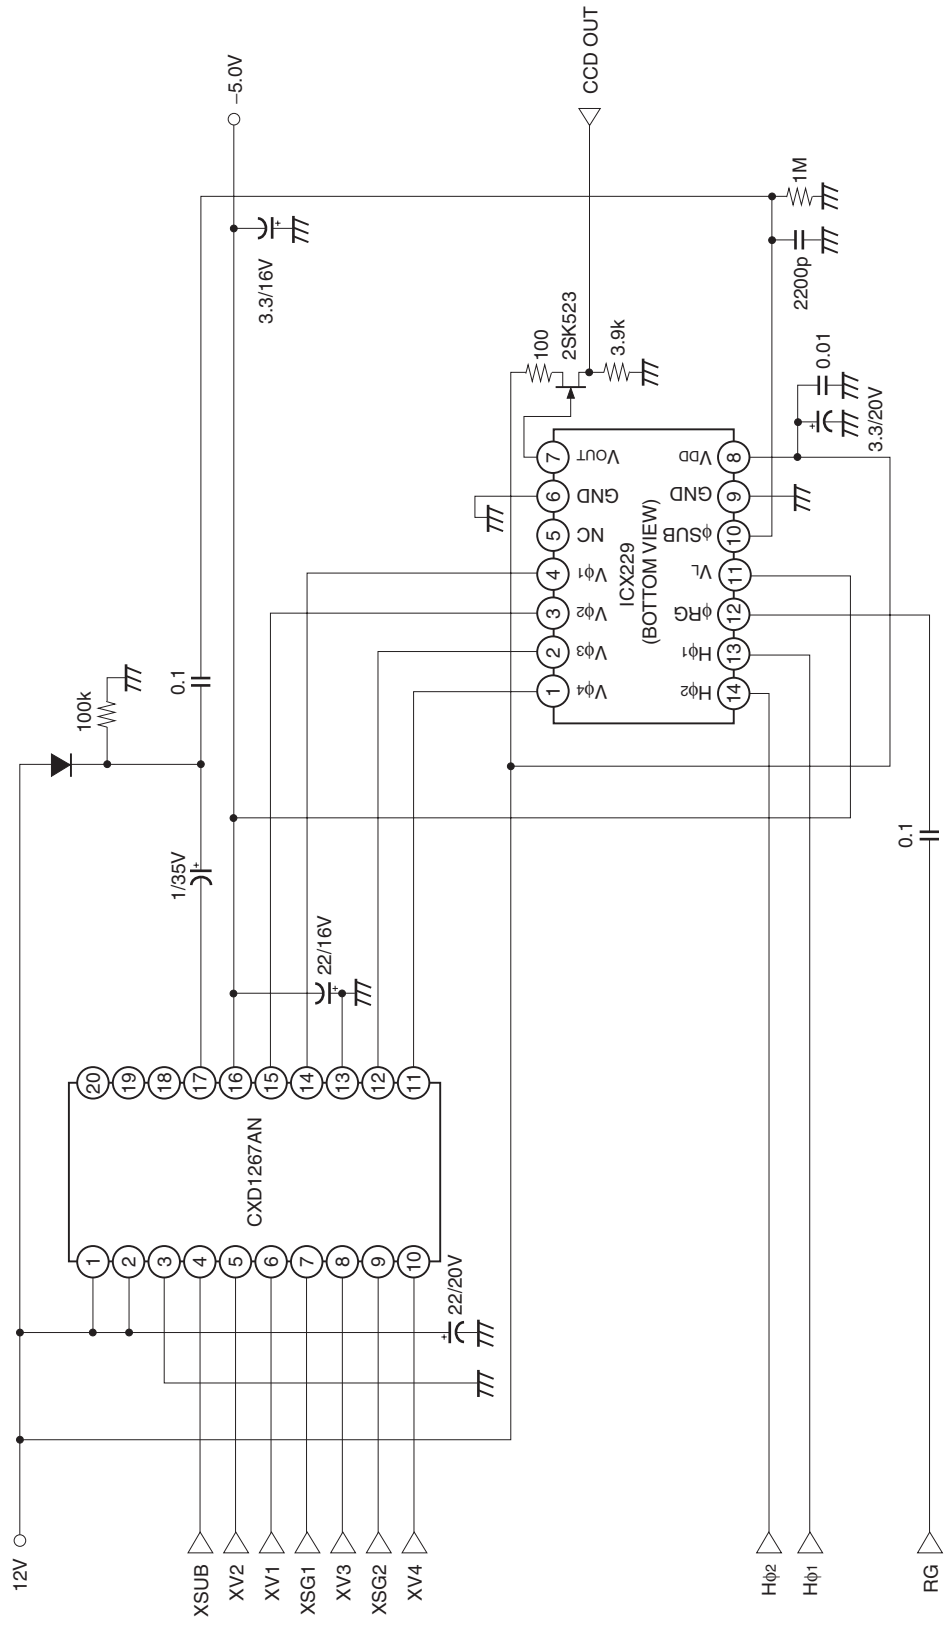 12V
XSUB
XV2
XV1
XSG1
XV3
XSG2
XV4
Hϕ2
Hϕ1
RG
22/20V
1
2
3
4
5
6
7
8
9
10
CXD1267AN
20
19
18
17
16
15
14
13
12
11
1/35V
+
22/16V
+
+
100k
0.1
0.1
–5.0V
3.3/16V
+
ICX229
(BOTTOM VIEW)
1
2
3
4
5
6
7
Vϕ4
Vϕ3
Vϕ2
Vϕ1
NC
GND
VOUT
Hϕ2
Hϕ1
ϕRG
VL
ϕSUB
GND
VDD
14
13
12
11
10
9
8
100
2SK523
3.9k
CCD OUT
+
3.3/20V
0.01
2200p
1M